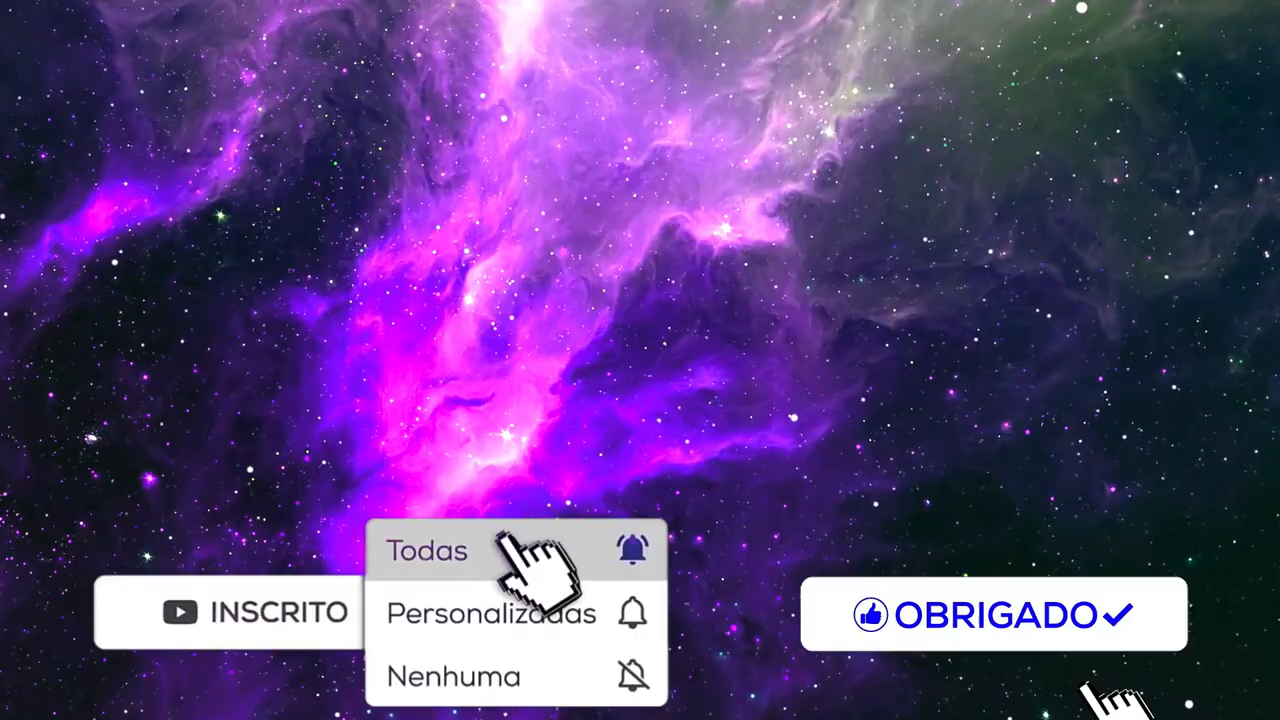 Todas
INSCRITO
Personalizadas
OBRIGADO
Nenhuma